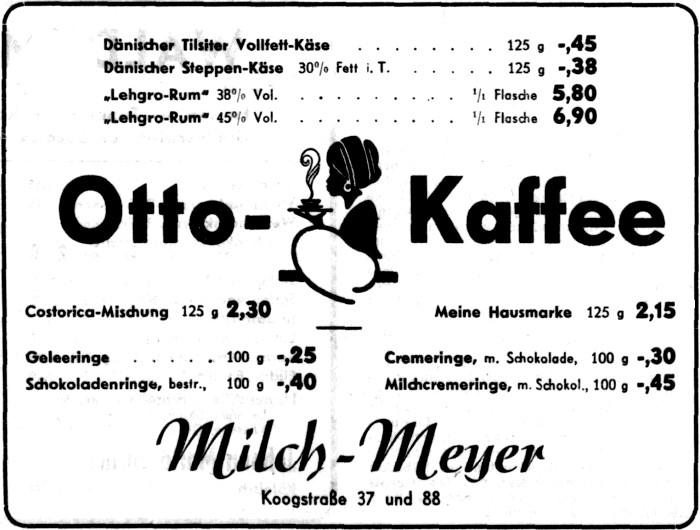 Dänischer Tilsiter Vollfett-Käse . . . . . . . . 125 g -,45
Dänischer Steppen-Käse 30% Fett i. T. . . . . . 125 g -,38
„Lehgro-Rum“ 38% Vol. . . . . . . . . . ¹/₁ Flasche 5,80
„Lehgro-Rum“ 45% Vol. . . . . . . . . . ¹/₁ Flasche 6,90
Otto-Kaffee
Costorica-Mischung 125 g 2,30
Meine Hausmarke 125 g 2,15
Geleeringe . . . . . 100 g -,25
Schokoladenringe, bestr., 100 g -,40
Cremeringe, m. Schokolade, 100 g -,30
Milchcremeringe, m. Schokol., 100 g -,45
Milch-Meyer
Koogstraße 37 und 88